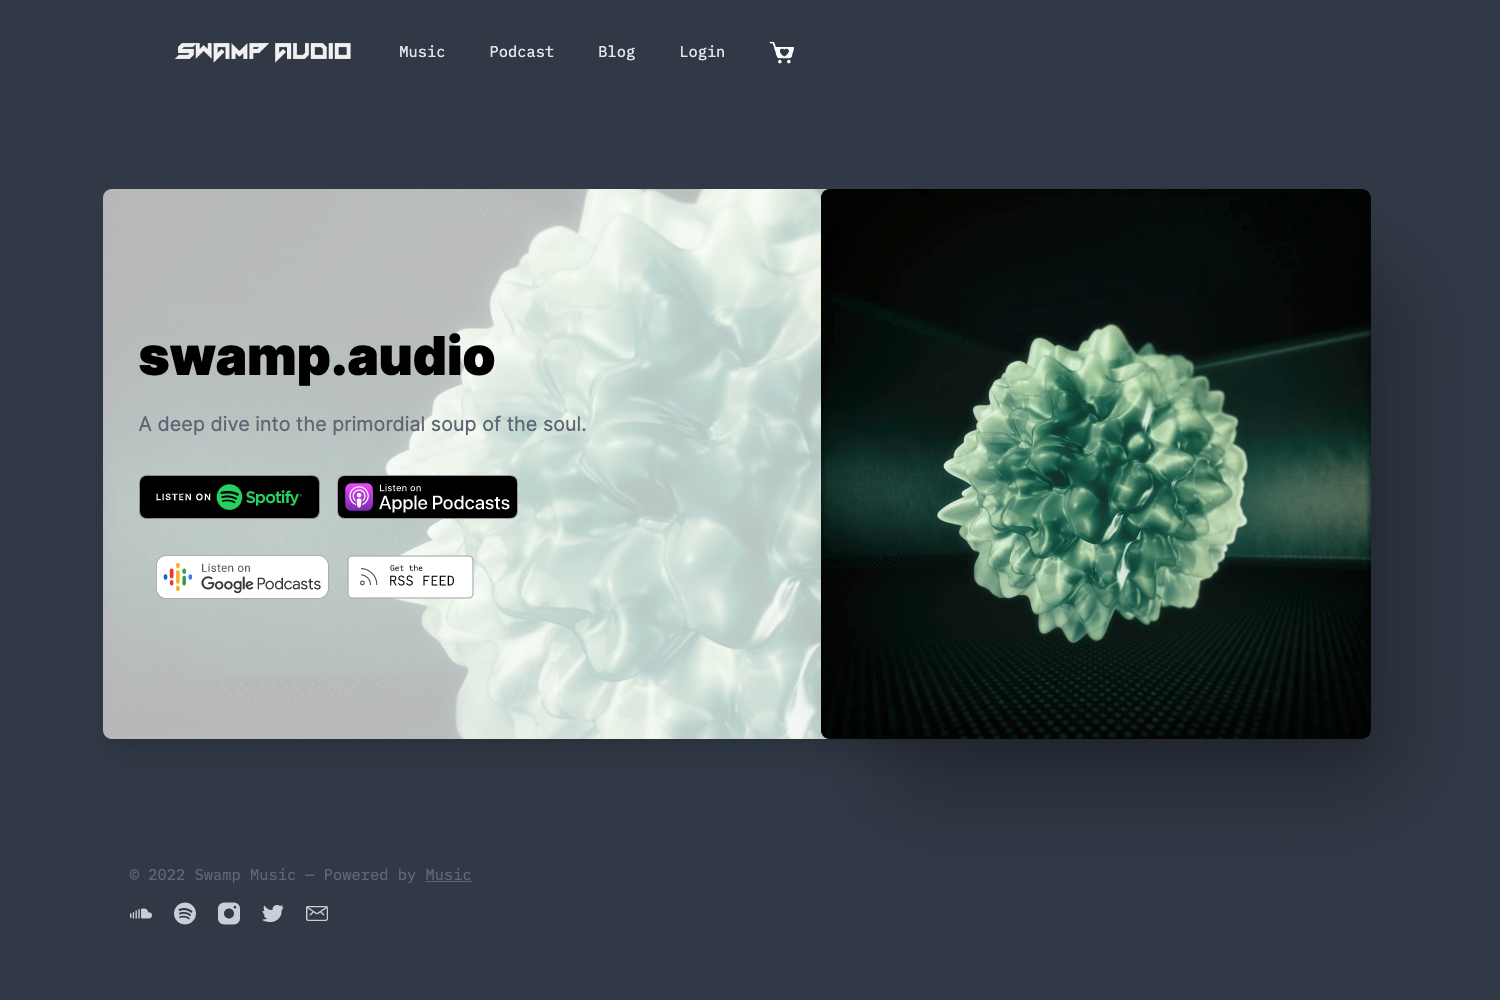 SWAMP AUDIO Music Podcast Blog Login
swamp.audio
A deep dive into the primordial soup of the soul.
LISTEN ON Spotify
Listen on
Apple Podcasts
Listen on
Google Podcasts
Get the
RSS FEED
© 2022 Swamp Music — Powered by Music